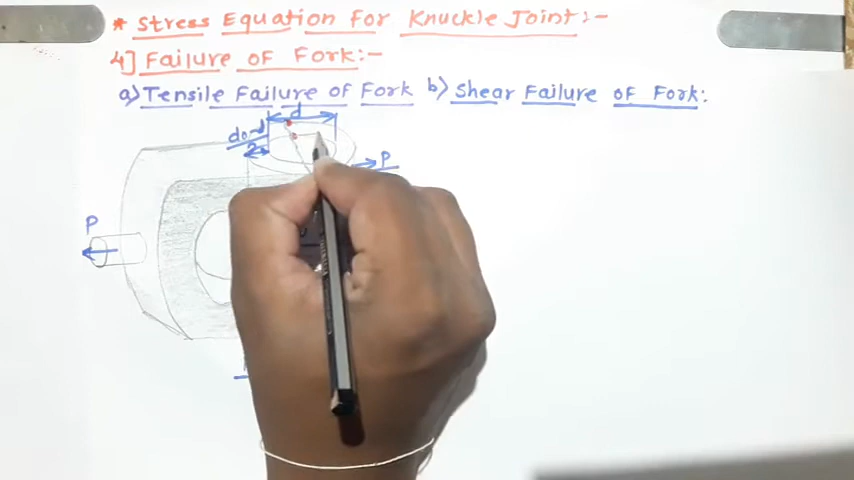 * Stress Equation For Knuckle Joint:-
4] Failure of Fork:-
a) Tensile Failure of Fork b) Shear Failure of Fork:
d
do-d
2
P
P